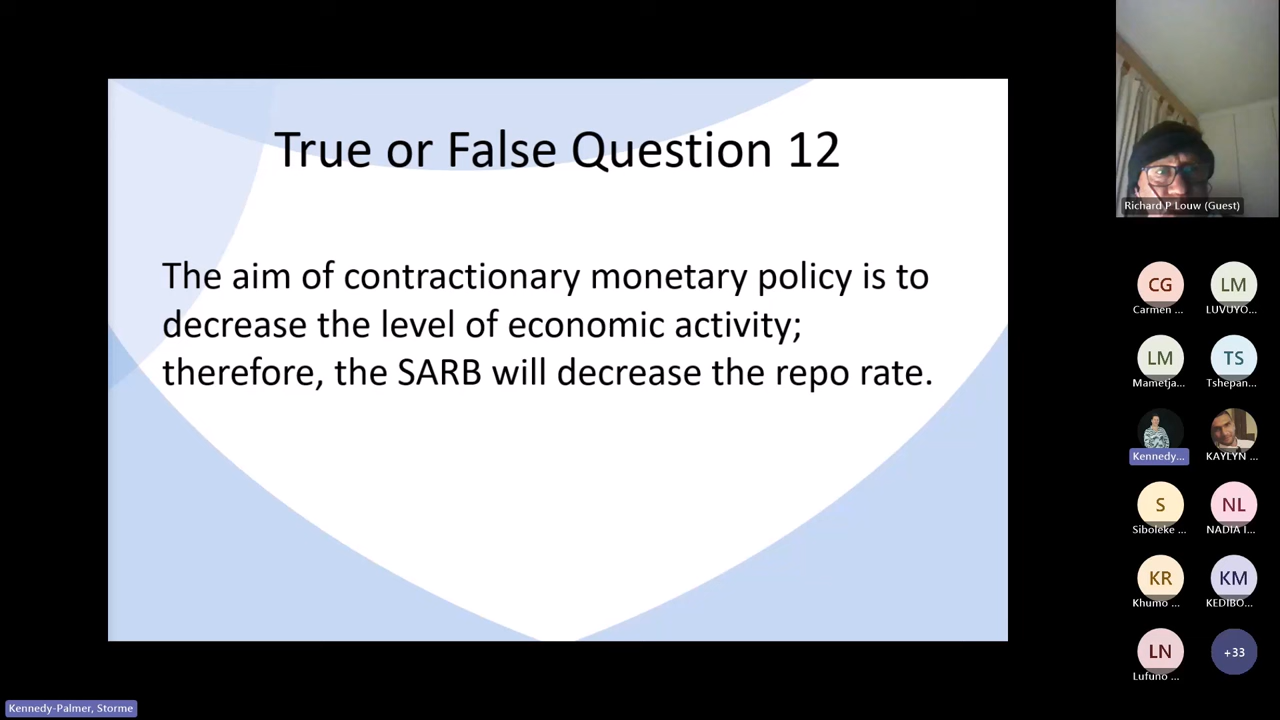 True or False Question 12
The aim of contractionary monetary policy is to
decrease the level of economic activity;
therefore, the SARB will decrease the repo rate.
Richard P Louw (Guest)
CG
Carmen ...
LM
LUVUYO...
LM
Mametja...
TS
Tshepan...
Kennedy...
KAYLYN ...
S
Siboleke ...
NL
NADIA I...
KR
Khumo ...
KM
KEDIBO...
LN
Lufuno ...
+33
Kennedy-Palmer, Storme